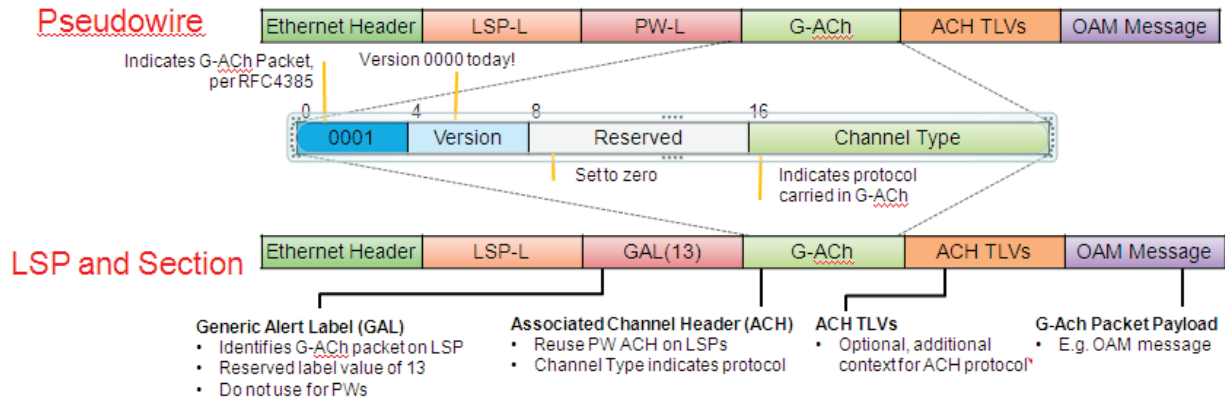 Pseudowire
Ethernet Header LSP-L PW-L G-ACh ACH TLVs OAM Message
Indicates G-ACh Packet,
per RFC4385
Version 0000 today!
0 4 8 16
0001 Version Reserved Channel Type
Set to zero
Indicates protocol
carried in G-ACh
LSP and Section
Ethernet Header LSP-L GAL(13) G-ACh ACH TLVs OAM Message
Generic Alert Label (GAL)
• Identifies G-ACh packet on LSP
• Reserved label value of 13
• Do not use for PWs
Associated Channel Header (ACH)
• Reuse PW ACH on LSPs
• Channel Type indicates protocol
ACH TLVs
• Optional, additional
context for ACH protocol
G-Ach Packet Payload
• E.g. OAM message